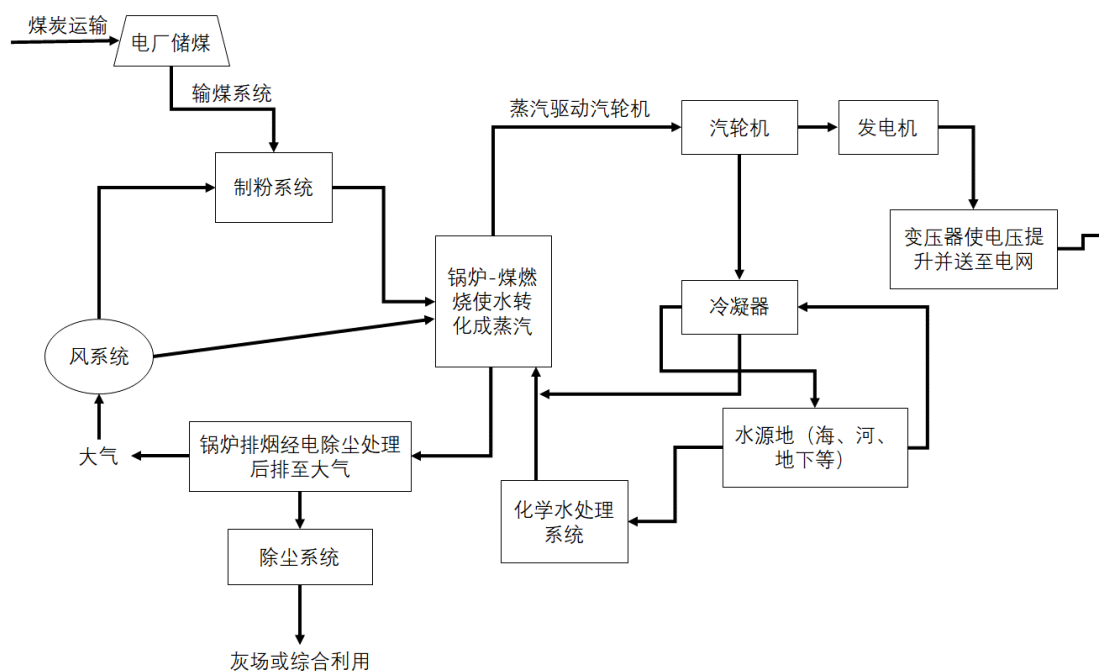 煤炭运输
电厂储煤
输煤系统
蒸汽驱动汽轮机
汽轮机
发电机
制粉系统
变压器使电压提
升并送至电网
锅炉-煤燃
烧使水转
化成蒸汽
冷凝器
风系统
大气
锅炉排烟经电除尘处理
后排至大气
水源地（海、河、
地下等）
化学水处理
系统
除尘系统
灰场或综合利用